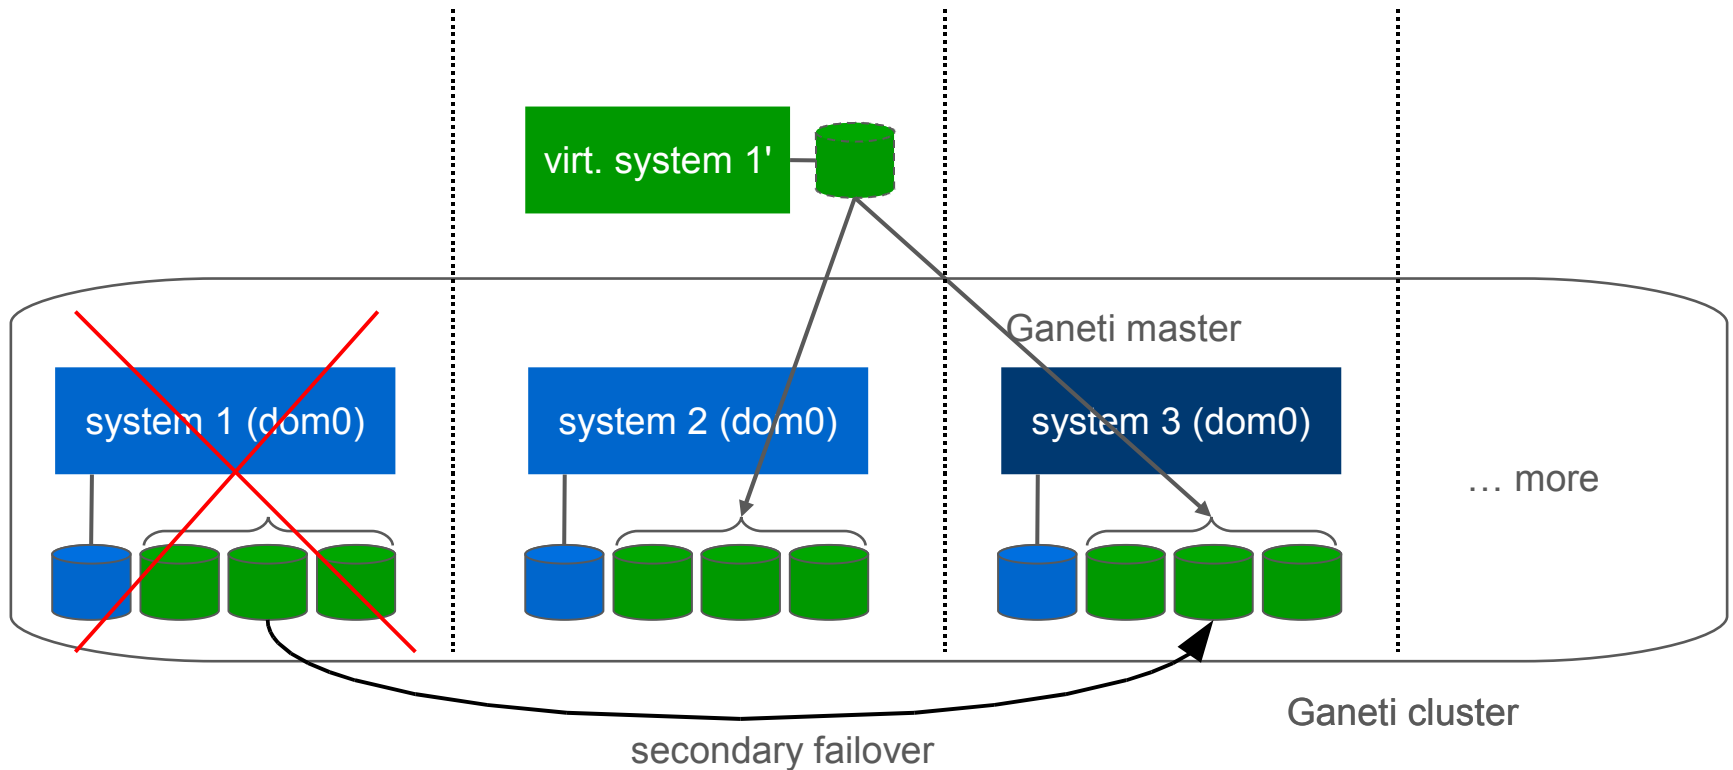 virt. system 1'
Ganeti master
system 1 (dom0)
system 2 (dom0)
system 3 (dom0)
… more
Ganeti cluster
secondary failover